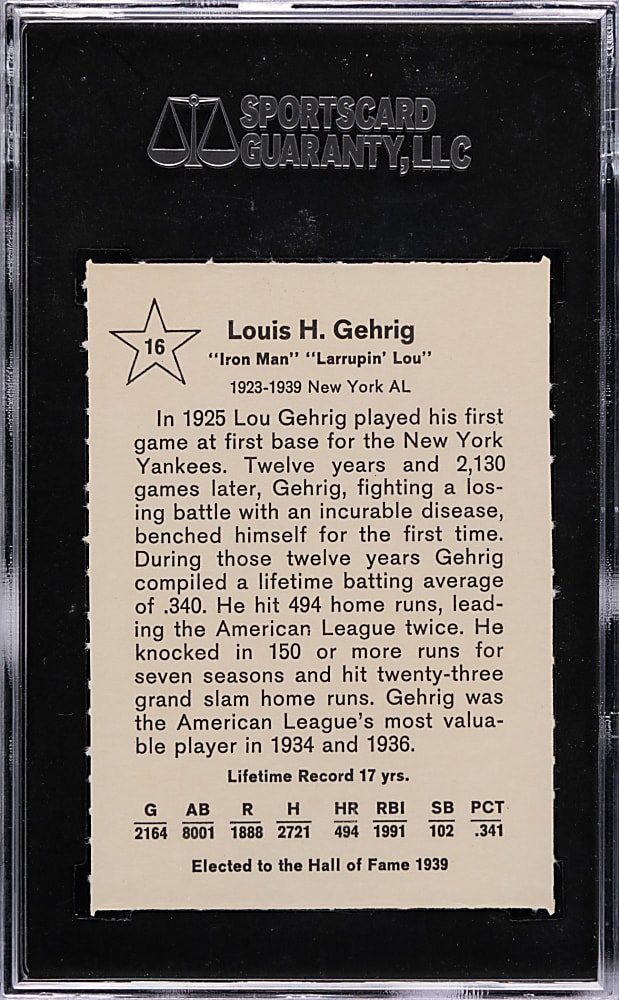 SPORTSCARD
GUARANTY, LLC
16
Louis H. Gehrig
"Iron Man" "Larrupin' Lou"
1923-1939 New York AL
In 1925 Lou Gehrig played his first
game at first base for the New York
Yankees. Twelve years and 2,130
games later, Gehrig, fighting a los-
ing battle with an incurable disease,
benched himself for the first time.
During those twelve years Gehrig
compiled a lifetime batting average
of .340. He hit 494 home runs, lead-
ing the American League twice. He
knocked in 150 or more runs for
seven seasons and hit twenty-three
grand slam home runs. Gehrig was
the American League's most valua-
ble player in 1934 and 1936.
Lifetime Record 17 yrs.
G AB R H HR RBI SB PCT
2164 8001 1888 2721 494 1991 102 .341
Elected to the Hall of Fame 1939